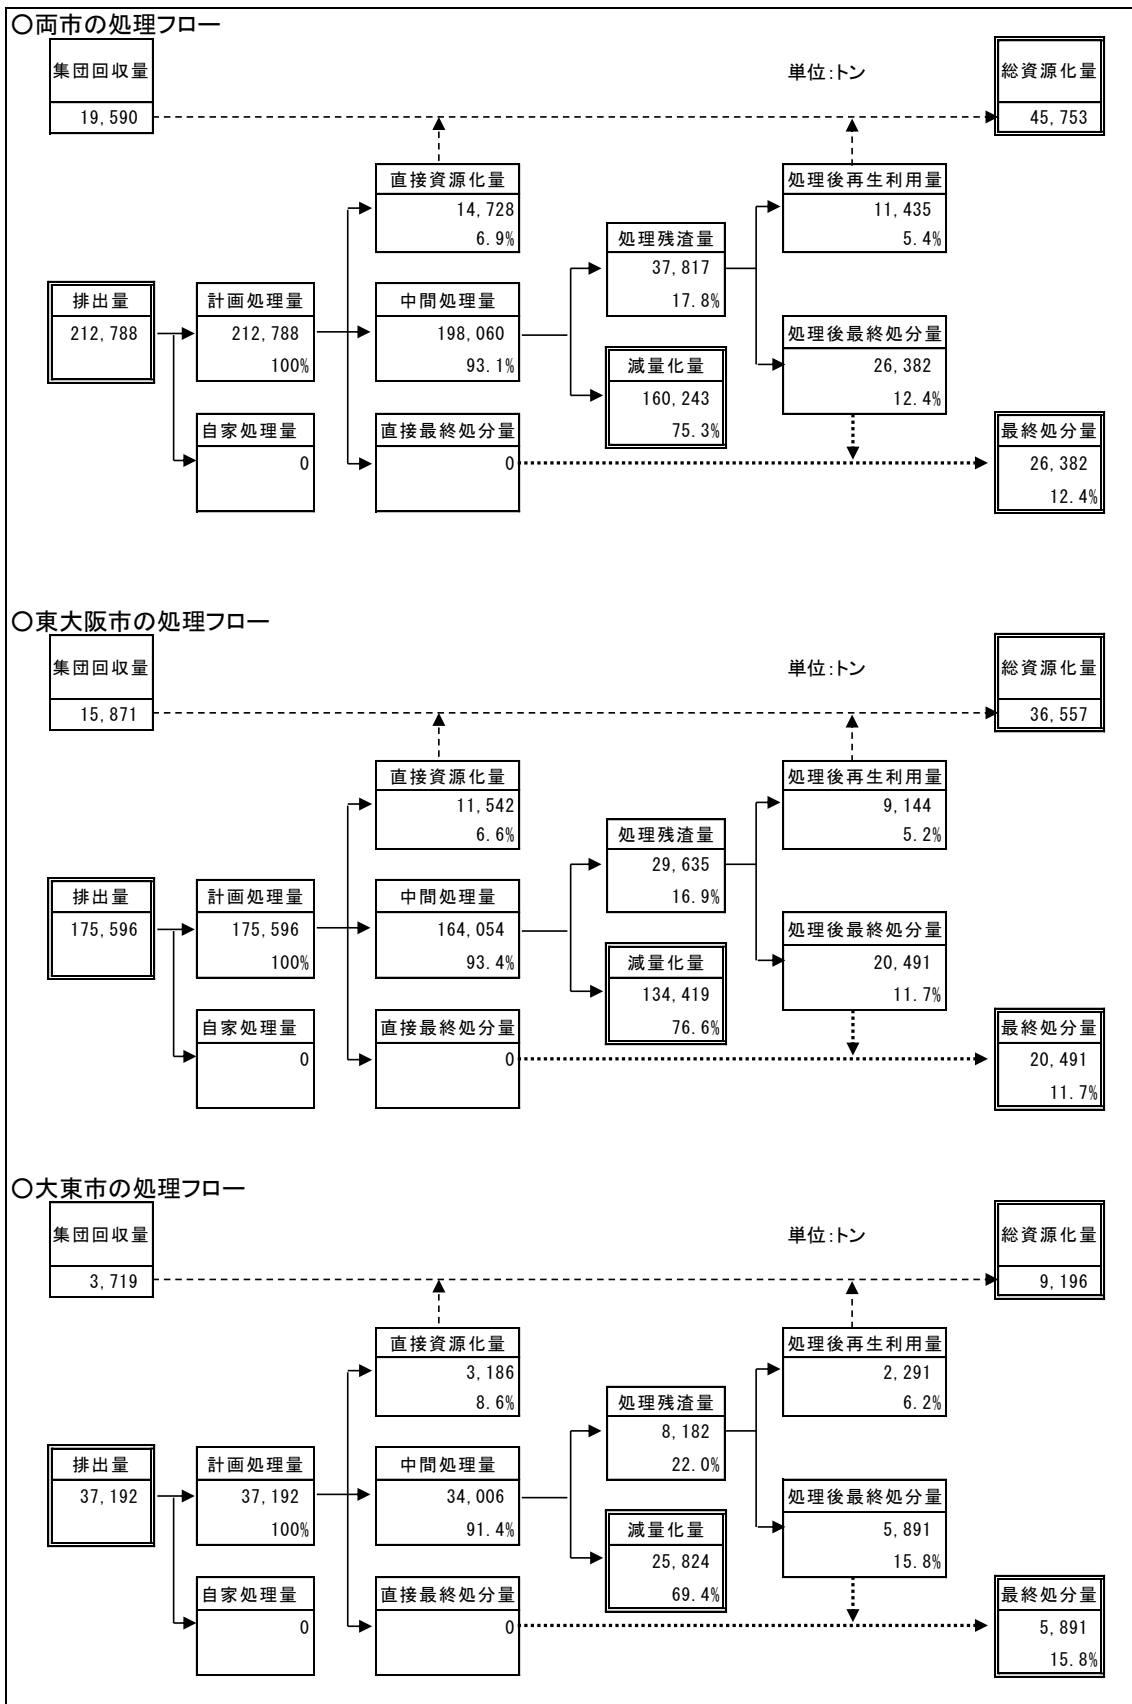 ○両市の処理フロー
集団回収量
19,590
単位:トン
総資源化量
45,753
直接資源化量
14,728
6.9%
処理後再生利用量
11,435
5.4%
処理残渣量
37,817
17.8%
排出量
212,788
計画処理量
212,788
100%
中間処理量
198,060
93.1%
処理後最終処分量
26,382
12.4%
減量化量
160,243
75.3%
自家処理量
0
直接最終処分量
0
最終処分量
26,382
12.4%
○東大阪市の処理フロー
集団回収量
15,871
単位:トン
総資源化量
36,557
直接資源化量
11,542
6.6%
処理後再生利用量
9,144
5.2%
処理残渣量
29,635
16.9%
排出量
175,596
計画処理量
175,596
100%
中間処理量
164,054
93.4%
処理後最終処分量
20,491
11.7%
減量化量
134,419
76.6%
自家処理量
0
直接最終処分量
0
最終処分量
20,491
11.7%
○大東市の処理フロー
集団回収量
3,719
単位:トン
総資源化量
9,196
直接資源化量
3,186
8.6%
処理後再生利用量
2,291
6.2%
処理残渣量
8,182
22.0%
排出量
37,192
計画処理量
37,192
100%
中間処理量
34,006
91.4%
処理後最終処分量
5,891
15.8%
減量化量
25,824
69.4%
自家処理量
0
直接最終処分量
0
最終処分量
5,891
15.8%